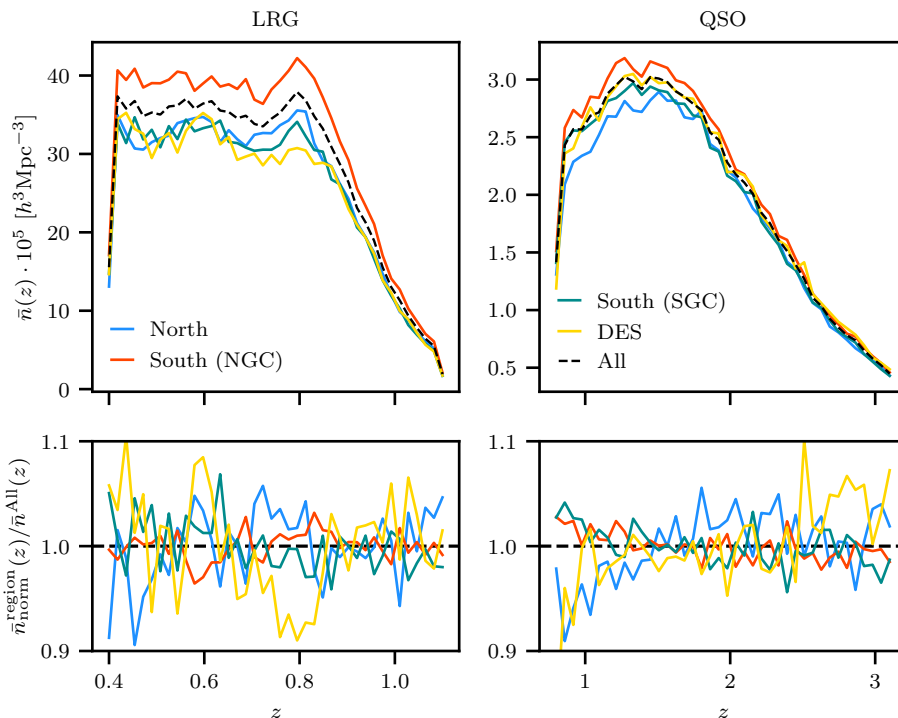 LRG
QSO
n̄(z) · 10⁵ [h³Mpc⁻³]
40
30
20
10
0
North
South (NGC)
3.0
2.5
2.0
1.5
1.0
0.5
South (SGC)
DES
All
n̄ʳᵉᵍⁱᵒⁿ_norm(z)/n̄ᴬˡˡ(z)
1.1
1.0
0.9
0.4
0.6
0.8
1.0
z
1.1
1.0
0.9
1
2
3
z